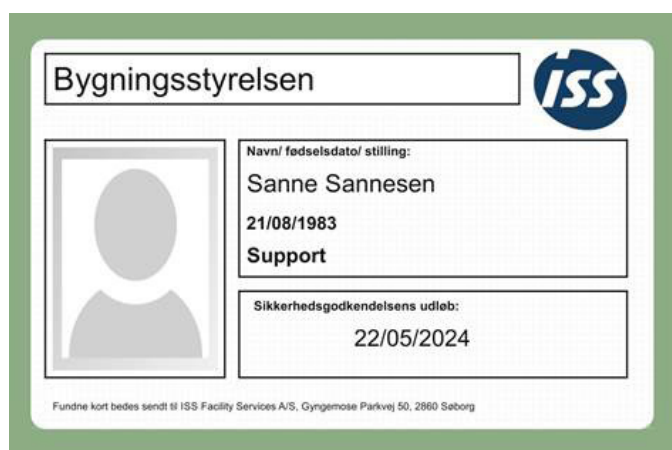 Bygningsstyrelsen
ISS
Navn/ fødselsdato/ stilling:
Sanne Sannesen
21/08/1983
Support
Sikkerhedsgodkendelsens udløb:
22/05/2024
Fundne kort bedes sendt til ISS Facility Services A/S, Gyngemose Parkvej 50, 2860 Søborg